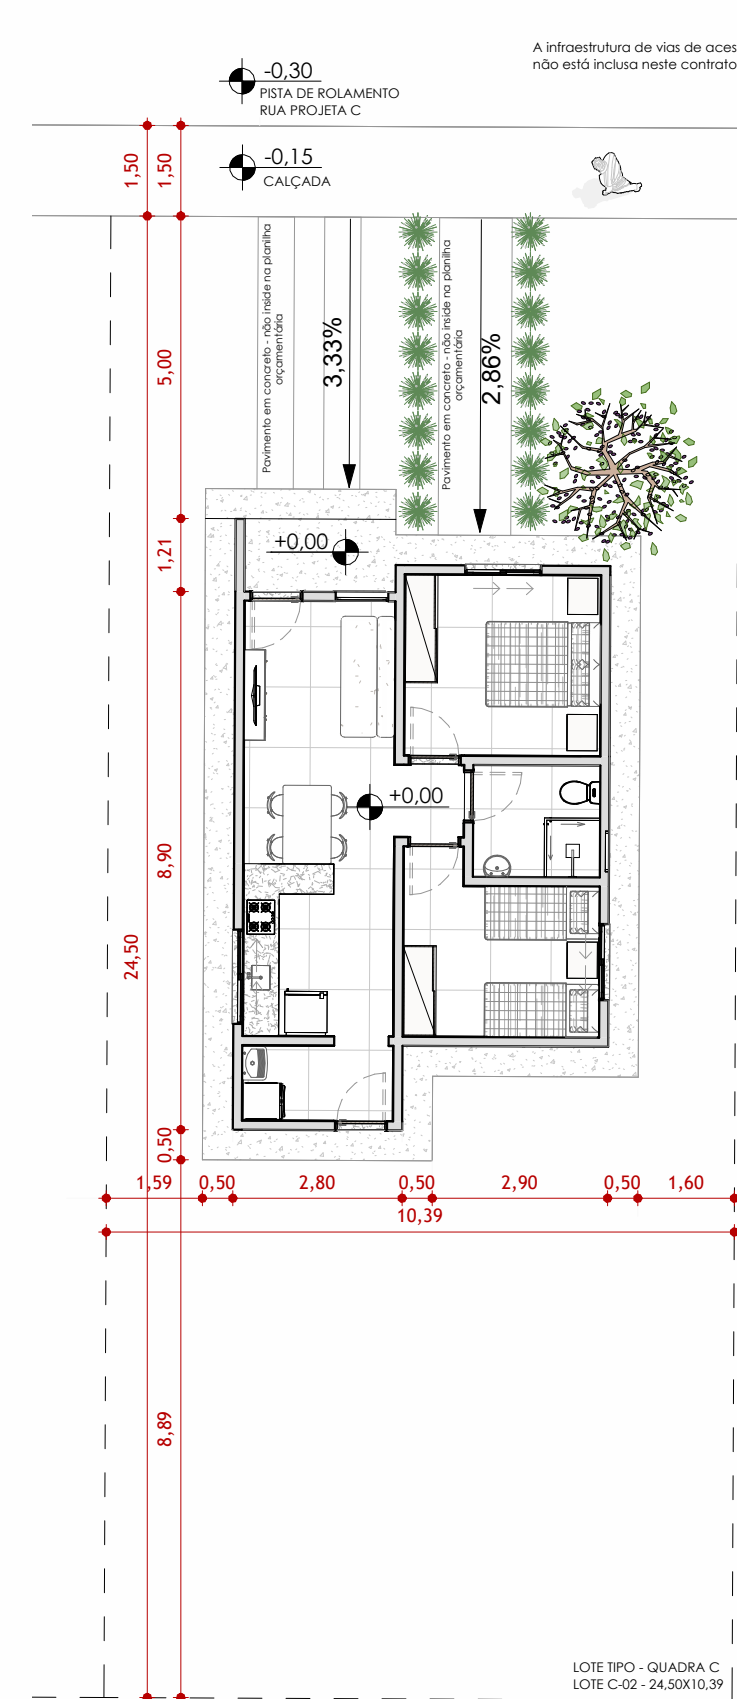 A infraestrutura de vias de aces
não está inclusa neste contrato
-0,30
PISTA DE ROLAMENTO
RUA PROJETA C
1,50
1,50
-0,15
CALÇADA
Pavimento em concreto - não inside na planilha
orçamentária
3,33%
Pavimento em concreto - não inside na planilha
orçamentária
2,86%
5,00
+0,00
1,21
+0,00
8,90
24,50
0,50
1,59
0,50
2,80
0,50
2,90
0,50
1,60
10,39
8,89
LOTE TIPO - QUADRA C
LOTE C-02 - 24,50X10,39